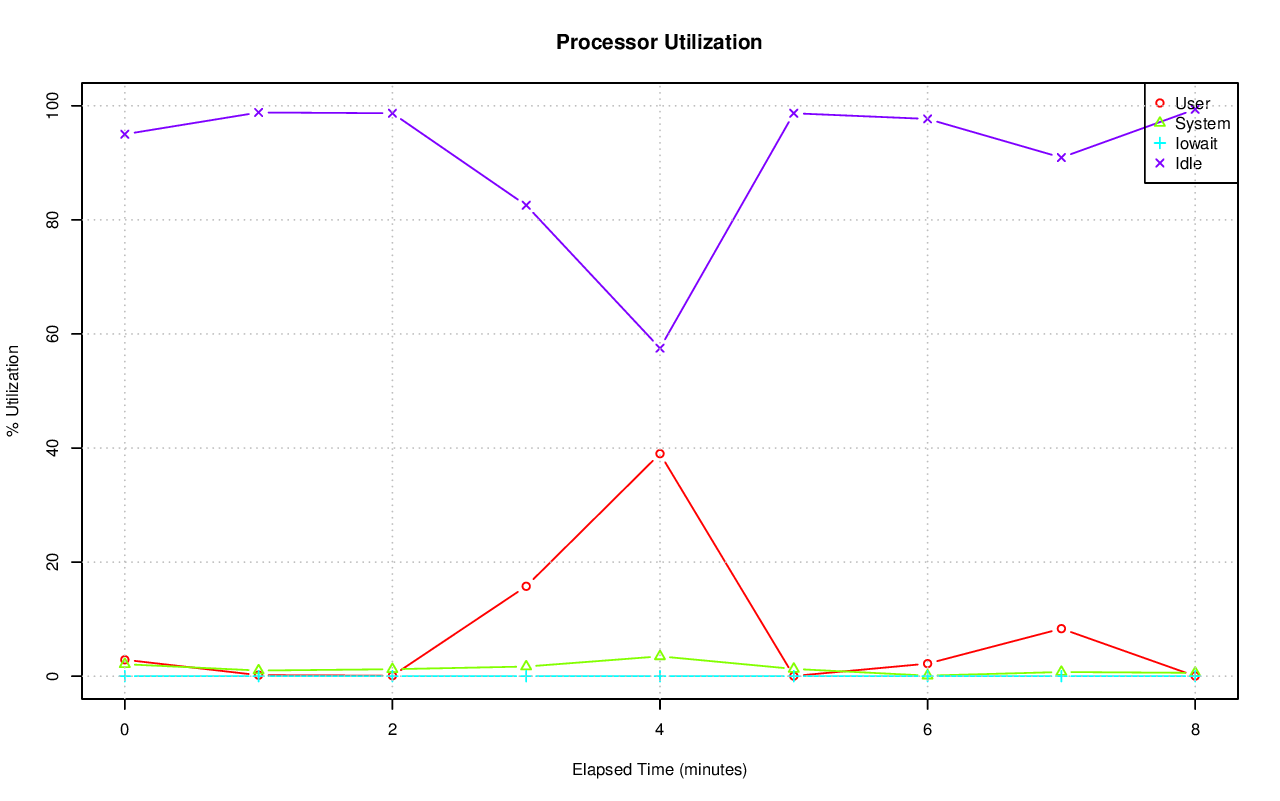 Processor Utilization
% Utilization
100
80
60
40
20
0
User
System
Iowait
Idle
0 2 4 6 8
Elapsed Time (minutes)